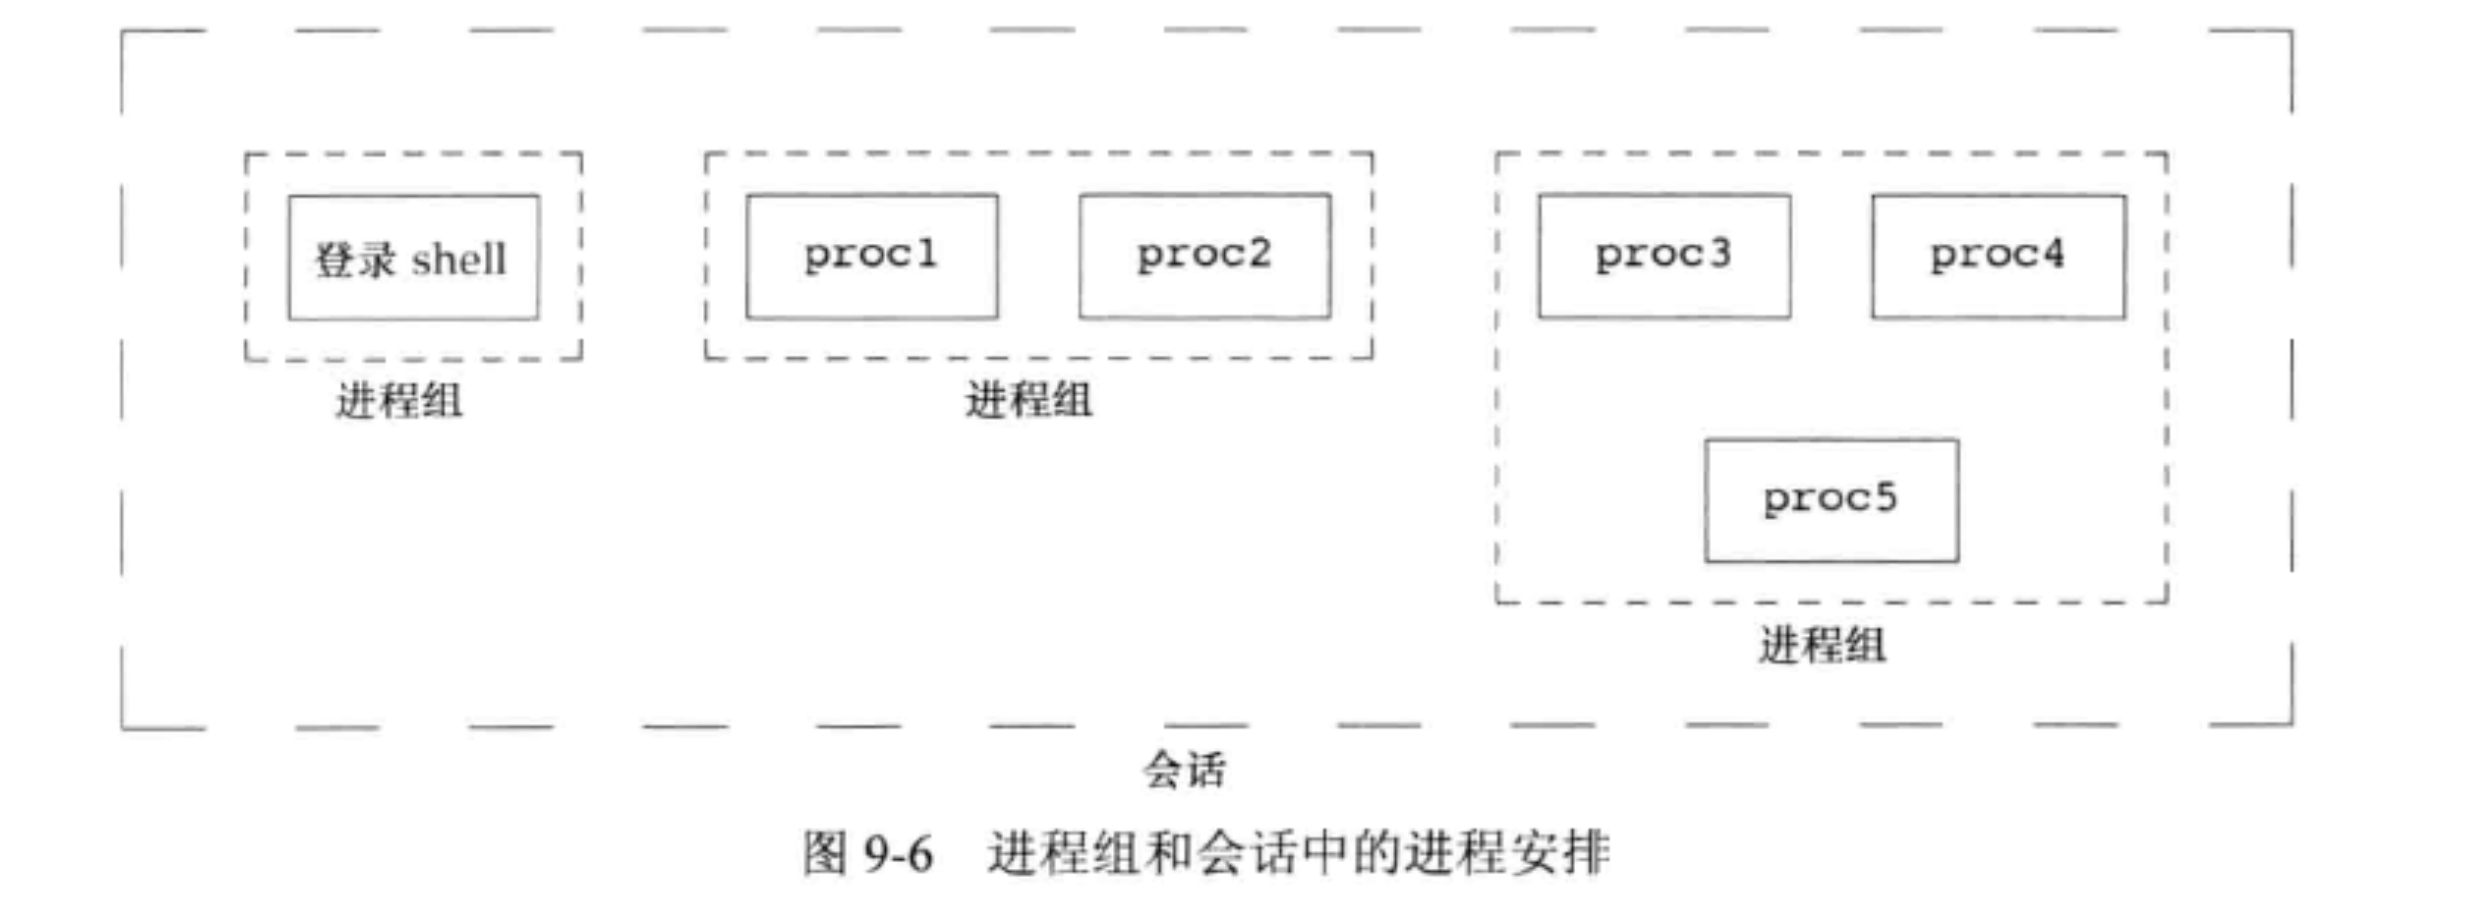 登录 shell
proc1
proc2
proc3
proc4
进程组
进程组
proc5
进程组
会话
图 9-6 进程组和会话中的进程安排